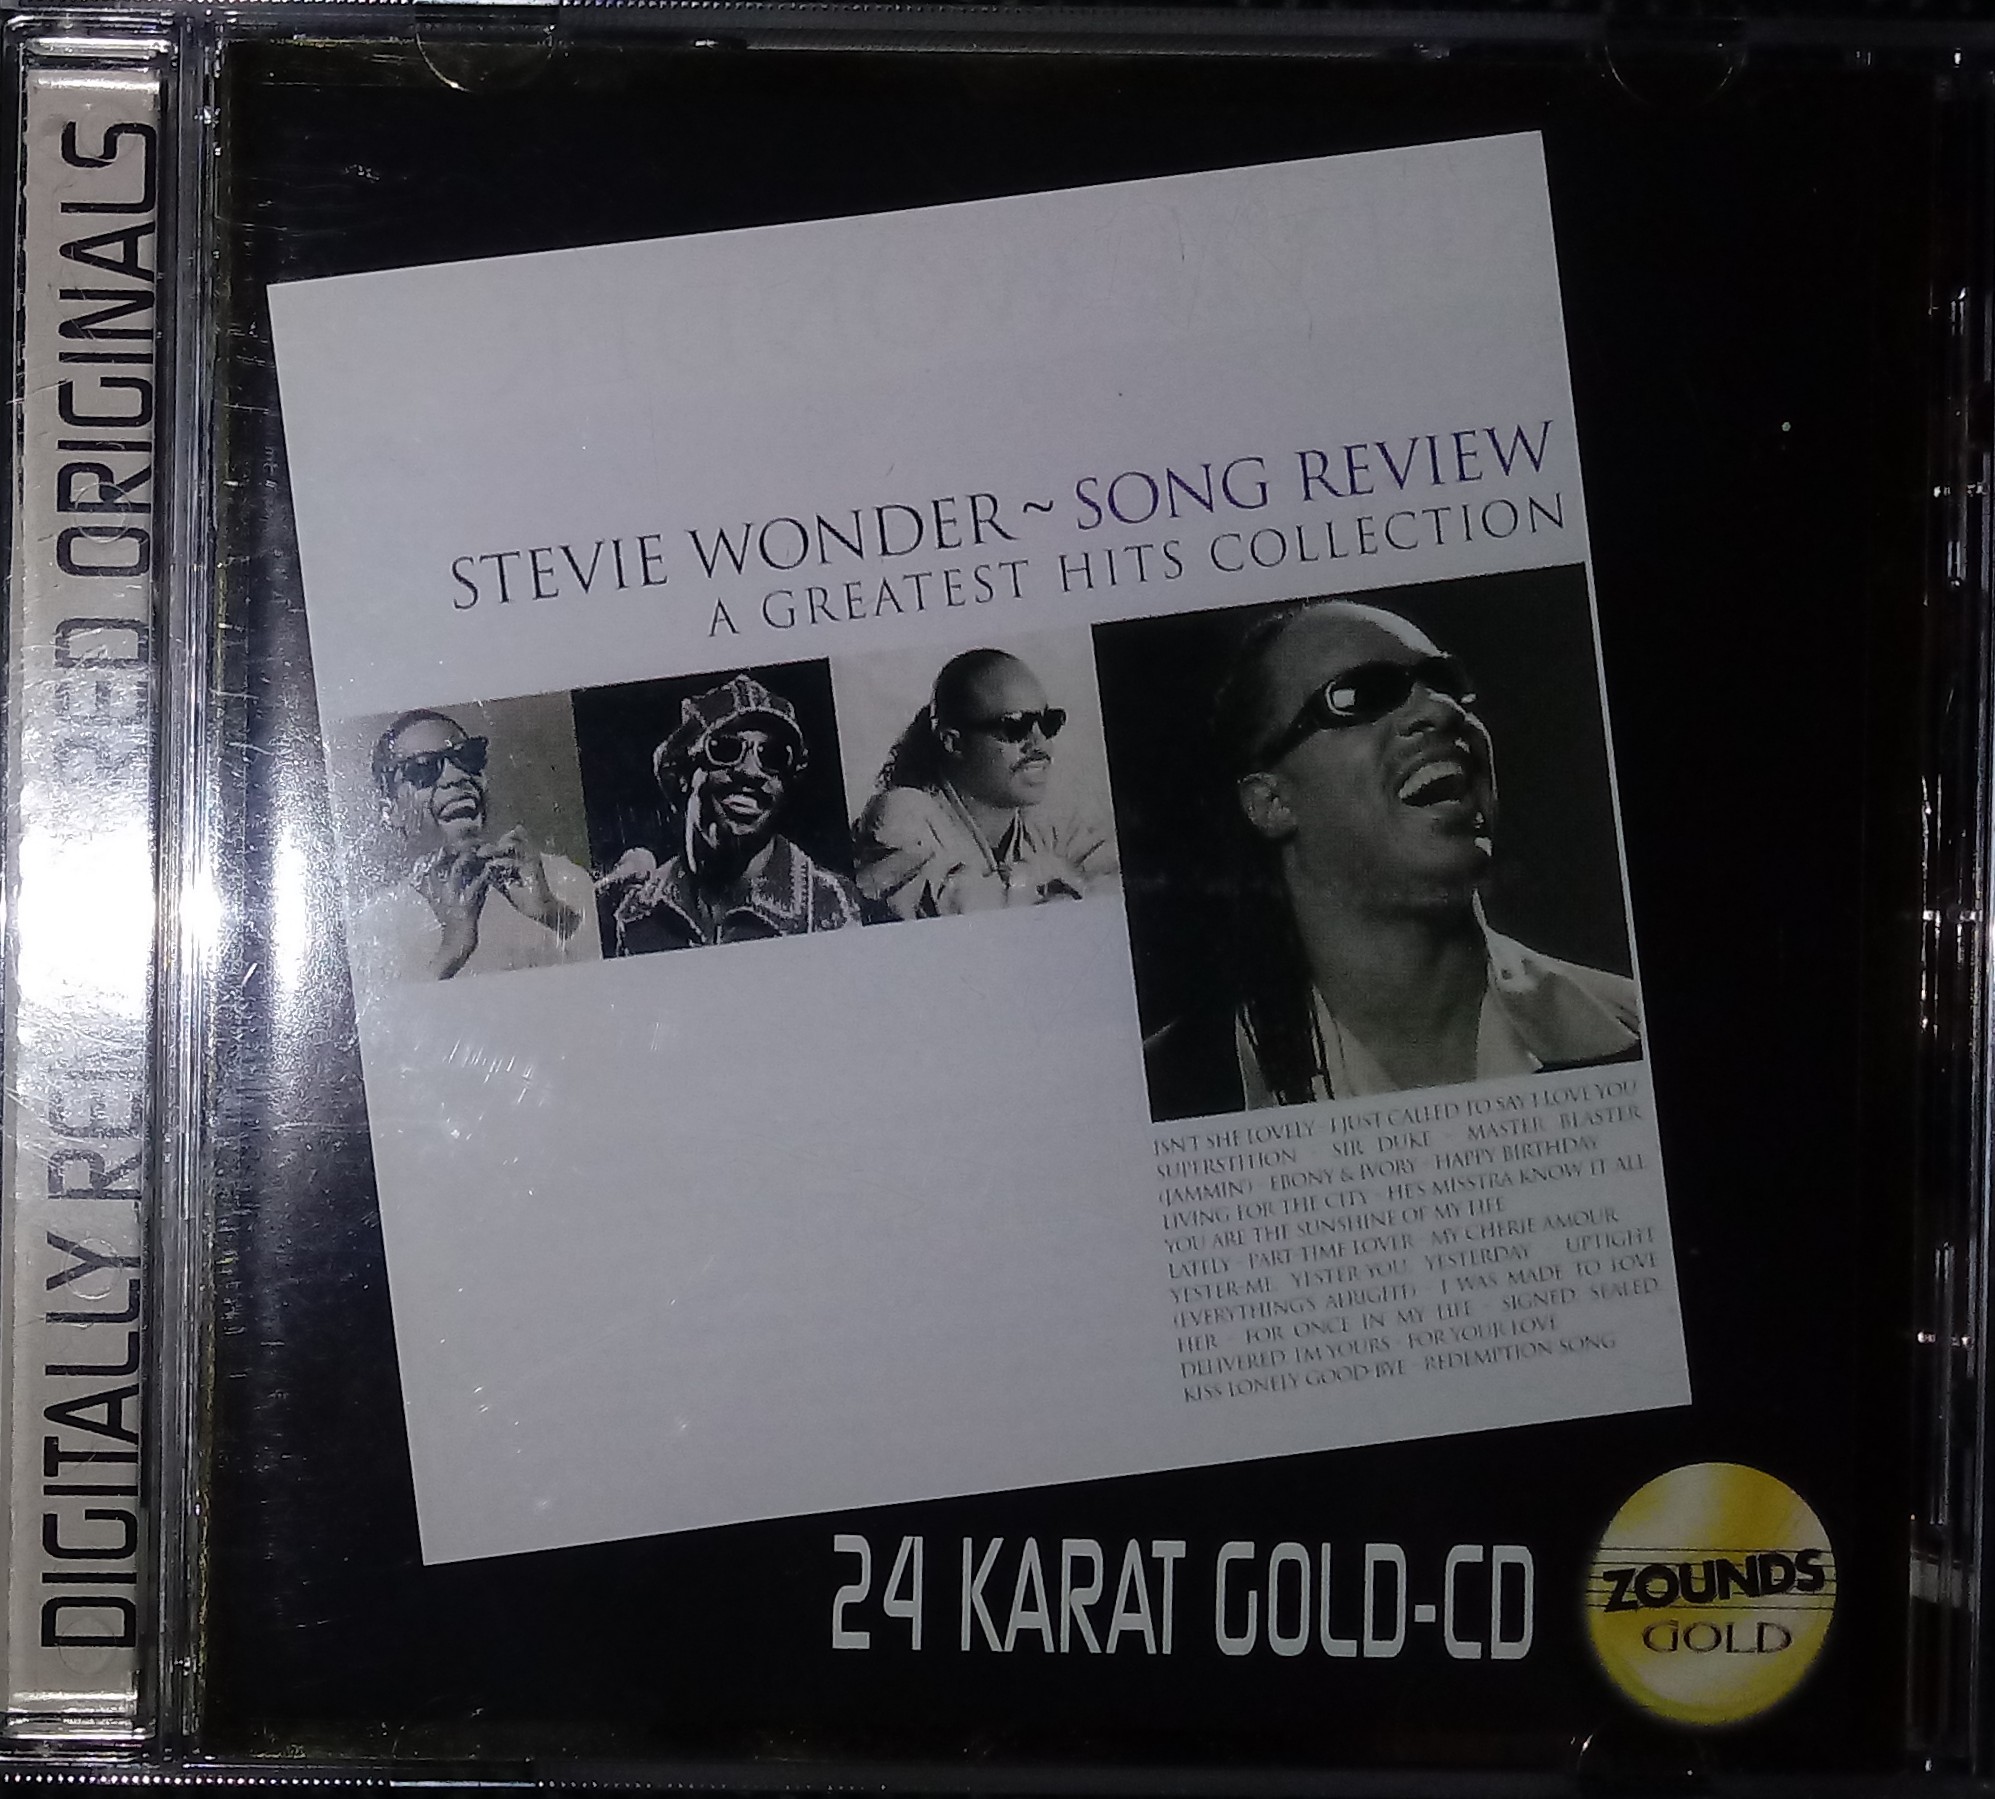 DIGITALLY REMASTERED ORIGINALS
STEVIE WONDER ~ SONG REVIEW
A GREATEST HITS COLLECTION
ISN'T SHE LOVELY · I JUST CALLED TO SAY I LOVE YOU
SUPERSTITION · SIR DUKE · MASTER BLASTER
(JAMMIN') · EBONY & IVORY · HAPPY BIRTHDAY
LIVING FOR THE CITY · HE'S MISSTRA KNOW IT ALL
YOU ARE THE SUNSHINE OF MY LIFE
LATELY · PART-TIME LOVER · MY CHERIE AMOUR
YESTER-ME, YESTER-YOU, YESTERDAY · UPTIGHT
(EVERYTHING'S ALRIGHT) · I WAS MADE TO LOVE
HER · FOR ONCE IN MY LIFE · SIGNED, SEALED,
DELIVERED, I'M YOURS · FOR YOUR LOVE
KISS LONELY GOOD-BYE · REDEMPTION SONG
24 KARAT GOLD-CD
ZOUNDS
GOLD